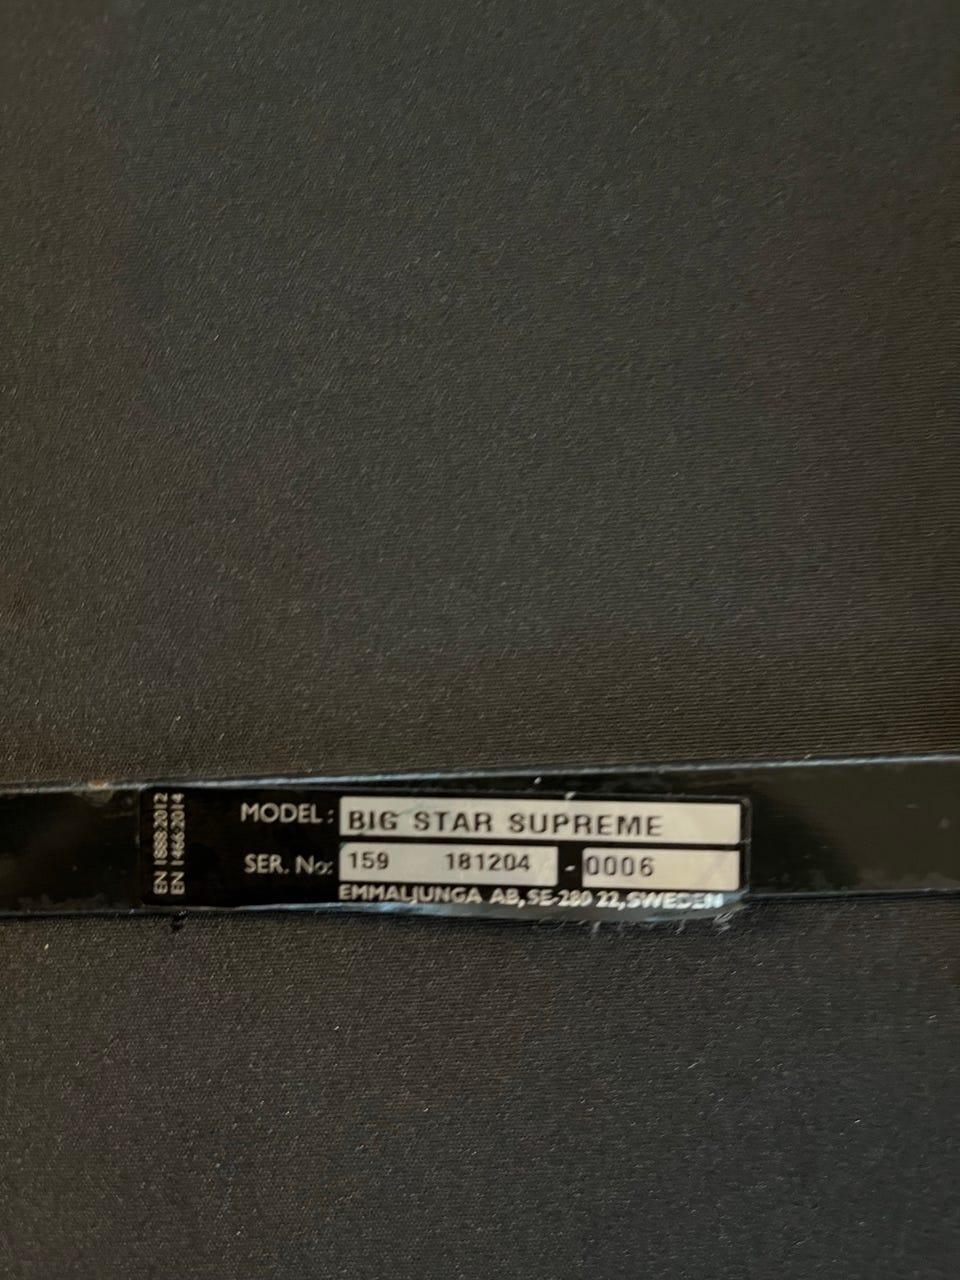 EN 1888:2012
EN 1466:2014
MODEL: BIG STAR SUPREME
SER. No: 159 181204 - 0006
EMMALJUNGA AB, SE-280 22, SWEDEN